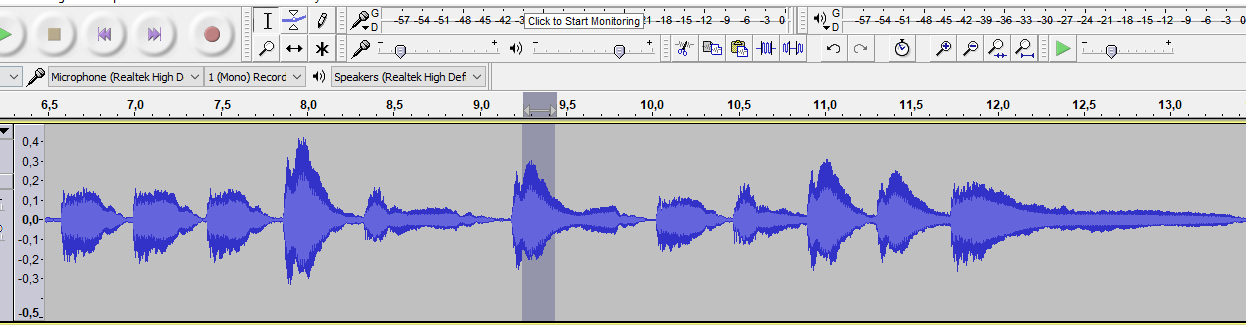 G
D
-57 -54 -51 -48 -45 -42 -3 Click to Start Monitoring 21 -18 -15 -12 -9 -6 -3 0
G
D
-57 -54 -51 -48 -45 -42 -39 -36 -33 -30 -27 -24 -21 -18 -15 -12 -9 -6 -3 0
Microphone (Realtek High D
1 (Mono) Record
Speakers (Realtek High Def
6,5 7,0 7,5 8,0 8,5 9,0 9,5 10,0 10,5 11,0 11,5 12,0 12,5 13,0
0,4
0,3
0,2
0,1
0,0
-0,1
-0,2
-0,3
-0,5